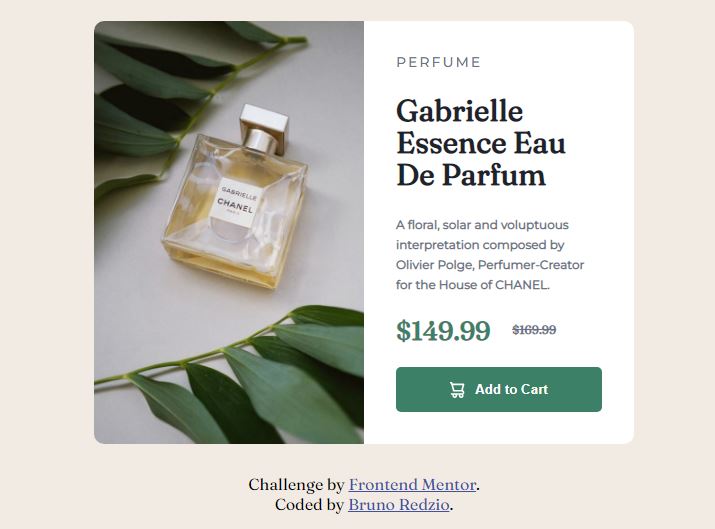 GABRIELLE
CHANEL
PARIS
PERFUME
Gabrielle
Essence Eau
De Parfum
A floral, solar and voluptuous
interpretation composed by
Olivier Polge, Perfumer-Creator
for the House of CHANEL.
$149.99 $169.99
Add to Cart
Challenge by Frontend Mentor.
Coded by Bruno Redzio.